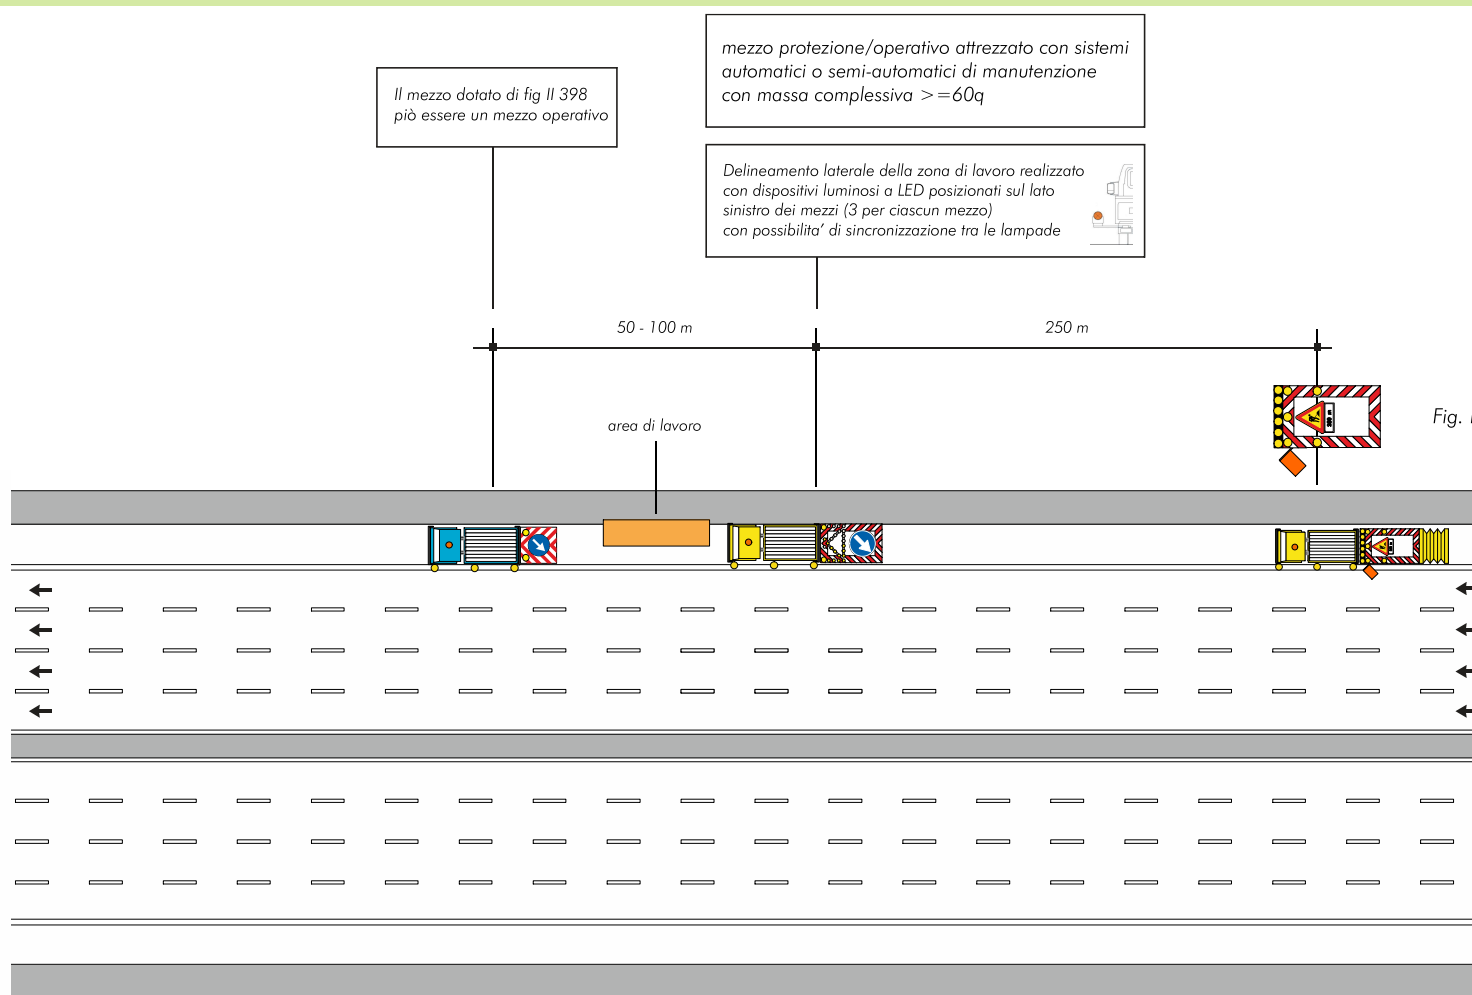 mezzo protezione/operativo attrezzato con sistemi
automatici o semi-automatici di manutenzione
con massa complessiva >=60q
Il mezzo dotato di fig II 398
piò essere un mezzo operativo
Delineamento laterale della zona di lavoro realizzato
con dispositivi luminosi a LED posizionati sul lato
sinistro dei mezzi (3 per ciascun mezzo)
con possibilita' di sincronizzazione tra le lampade
50 - 100 m
250 m
area di lavoro
Fig.